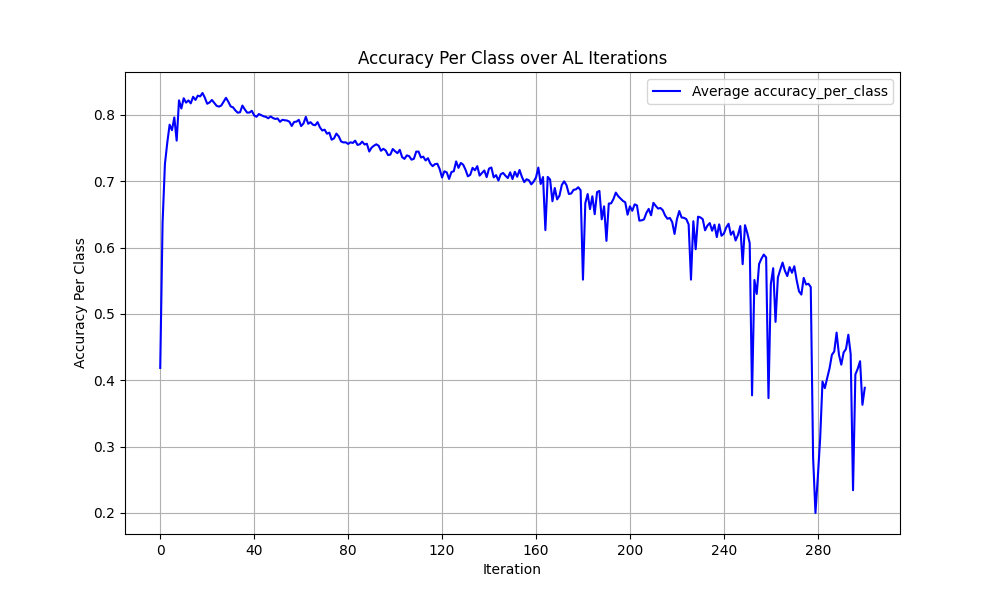 Accuracy Per Class over AL Iterations
Average accuracy_per_class
Accuracy Per Class
0.8
0.7
0.6
0.5
0.4
0.3
0.2
0 40 80 120 160 200 240 280
Iteration